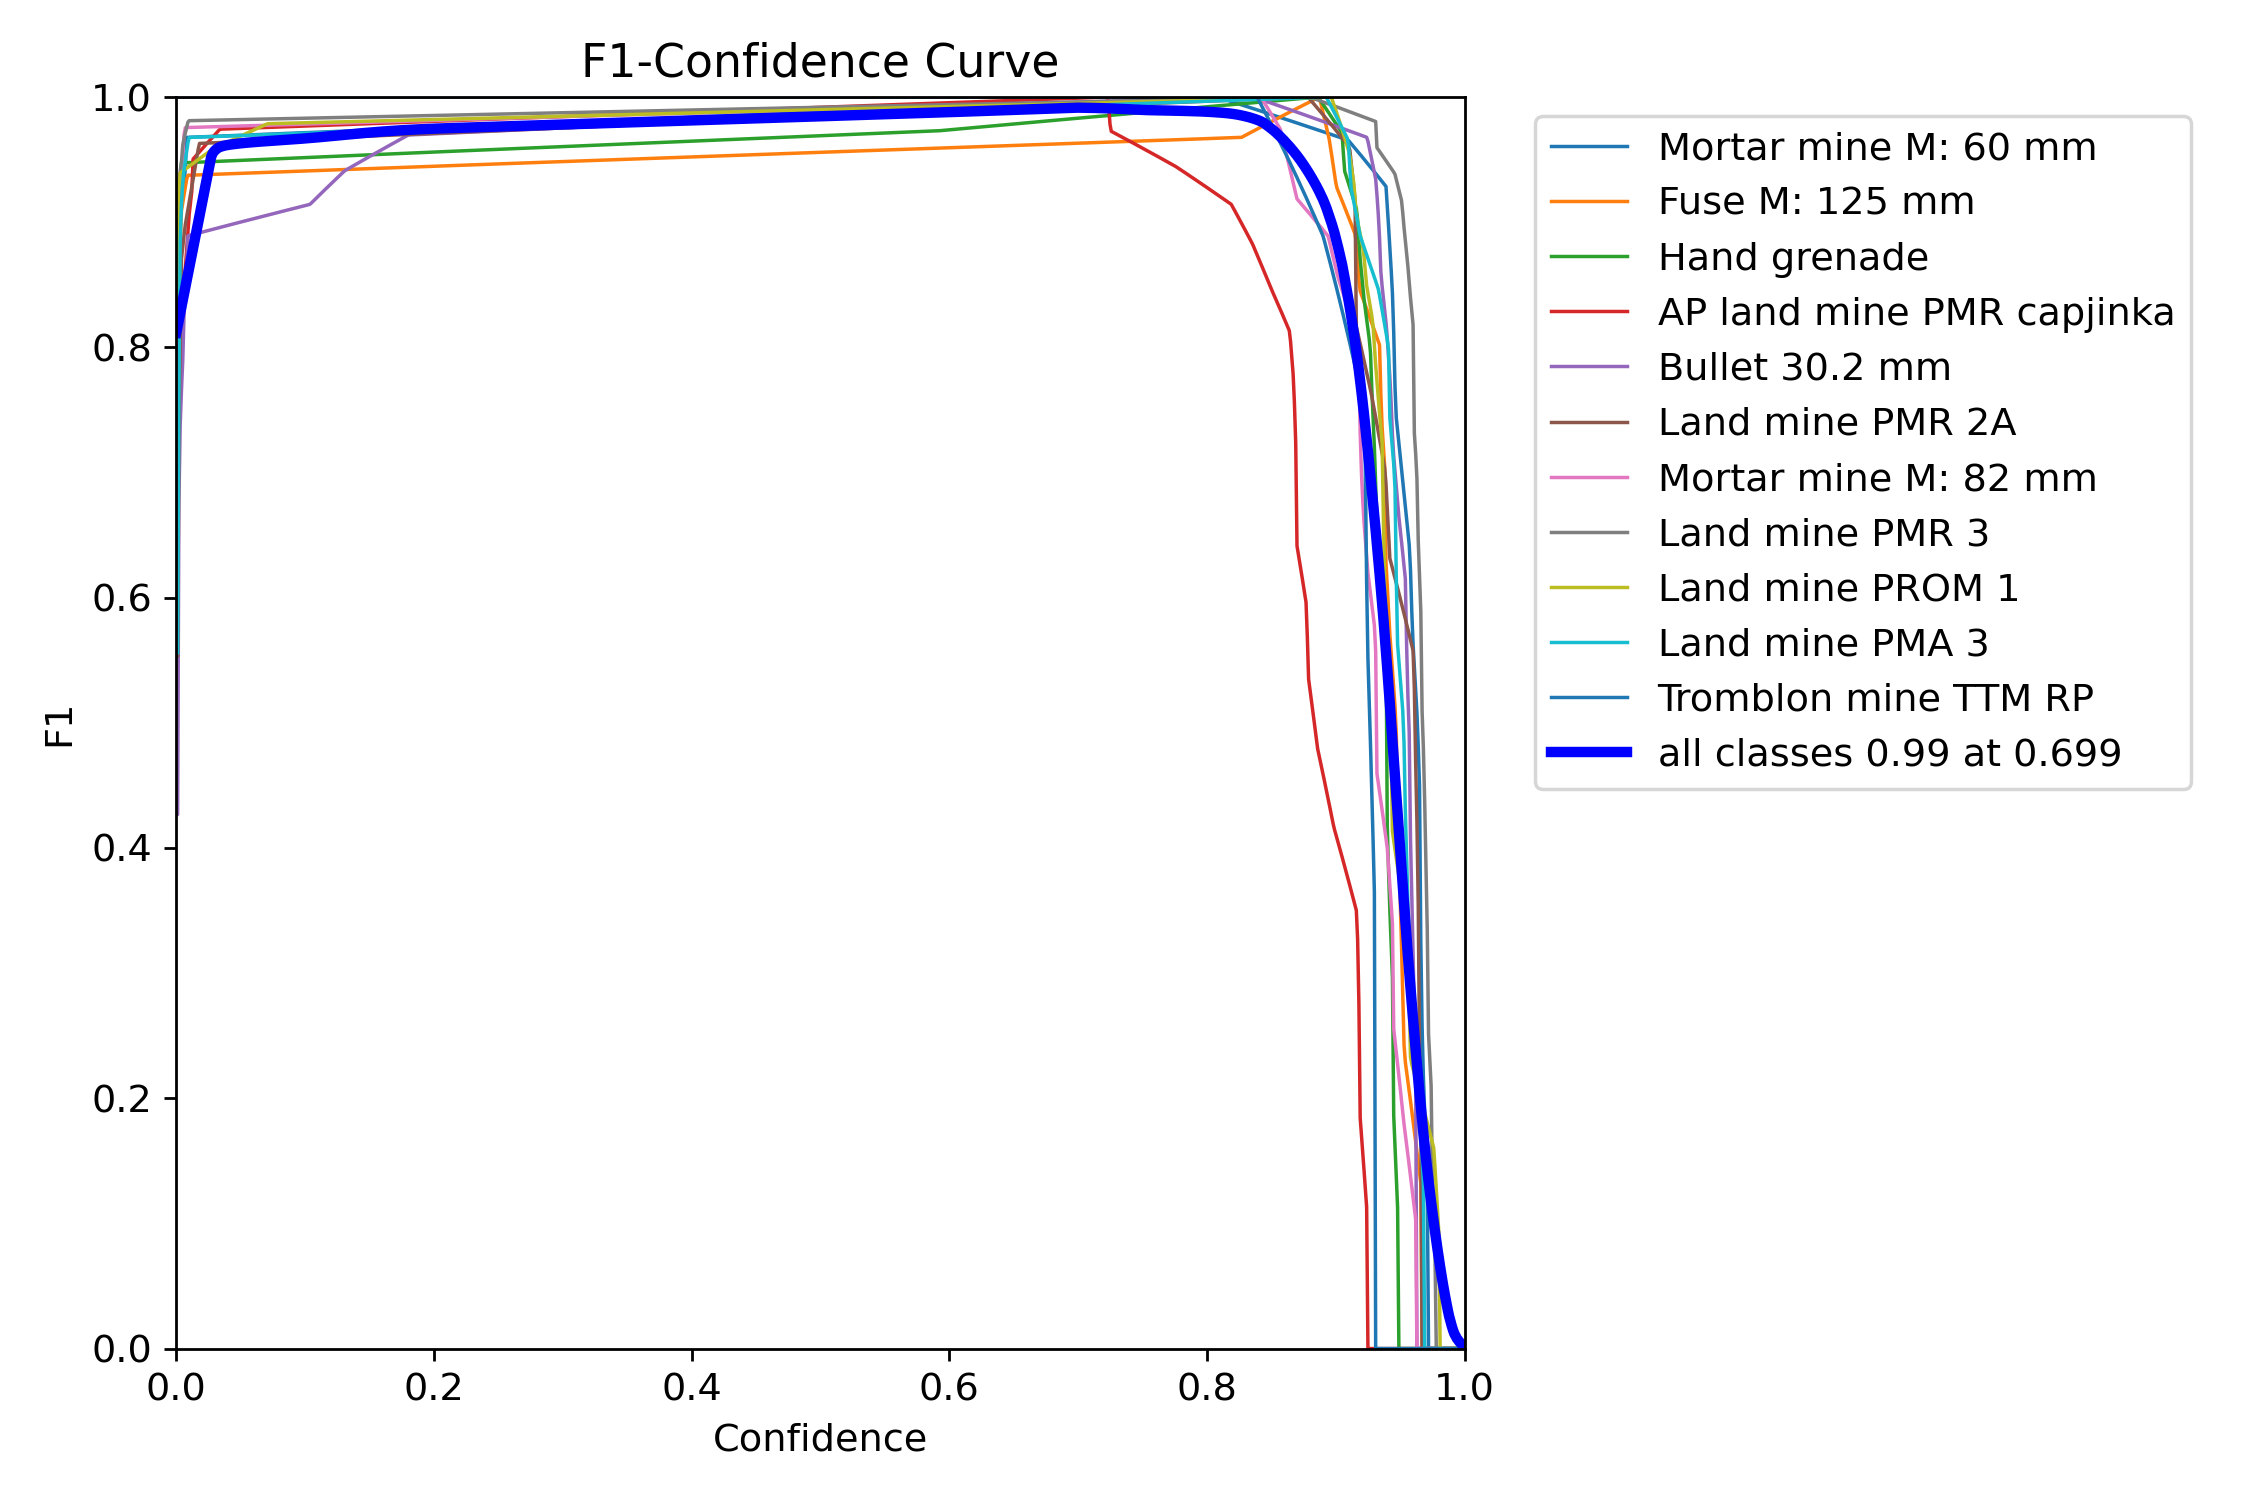 F1-Confidence Curve
1.0
0.8
0.6
0.4
0.2
0.0
F1
0.0 0.2 0.4 0.6 0.8 1.0
Confidence
Mortar mine M: 60 mm
Fuse M: 125 mm
Hand grenade
AP land mine PMR capjinka
Bullet 30.2 mm
Land mine PMR 2A
Mortar mine M: 82 mm
Land mine PMR 3
Land mine PROM 1
Land mine PMA 3
Tromblon mine TTM RP
all classes 0.99 at 0.699